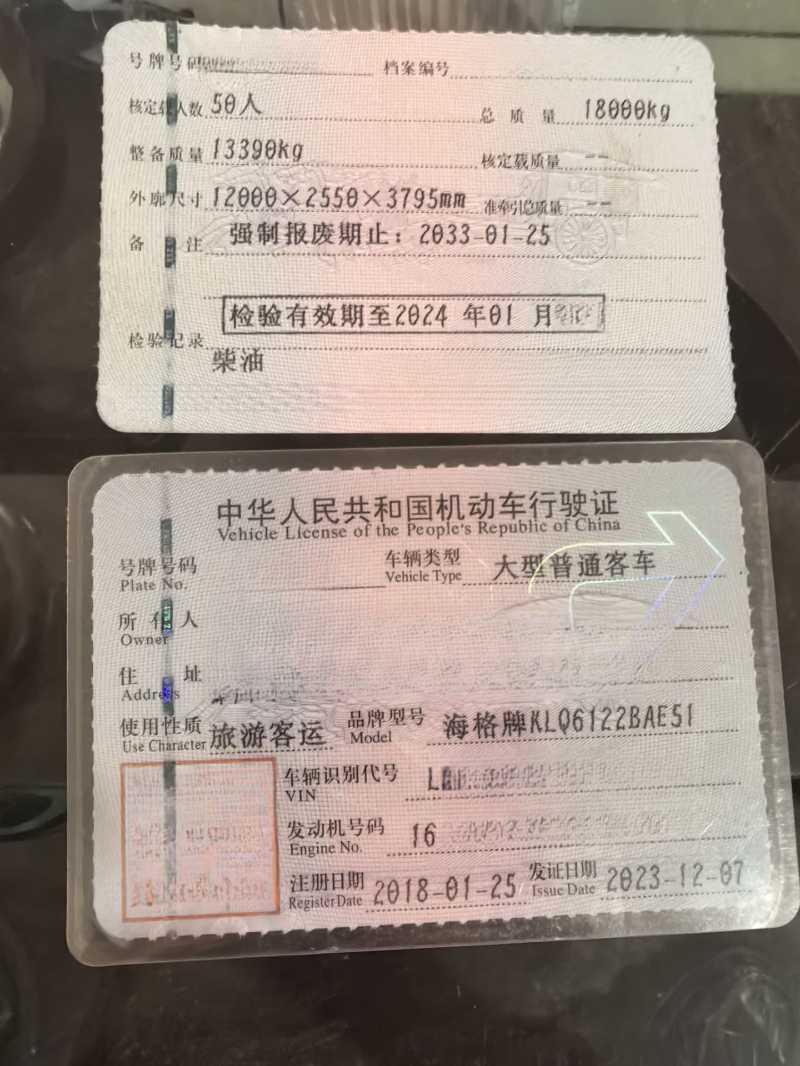 号牌号码 档案编号
核定载人数 50人 总质量 18000kg
整备质量 13390kg 核定载质量 --
外廓尺寸 12000×2550×3795mm 准牵引总质量 --
备注 强制报废期止：2033-01-25
检验有效期至2024 年01 月
检验记录
柴油
中华人民共和国机动车行驶证
Vehicle License of the People's Republic of China
号牌号码 车辆类型 大型普通客车
Plate No. Vehicle Type
所有人
Owner
住址
Address
使用性质 旅游客运 品牌型号 海格牌KLQ6122BAE51
Use Character Model
车辆识别代号 L
VIN
发动机号码 16
Engine No.
注册日期 2018-01-25 发证日期 2023-12-07
Register Date Issue Date